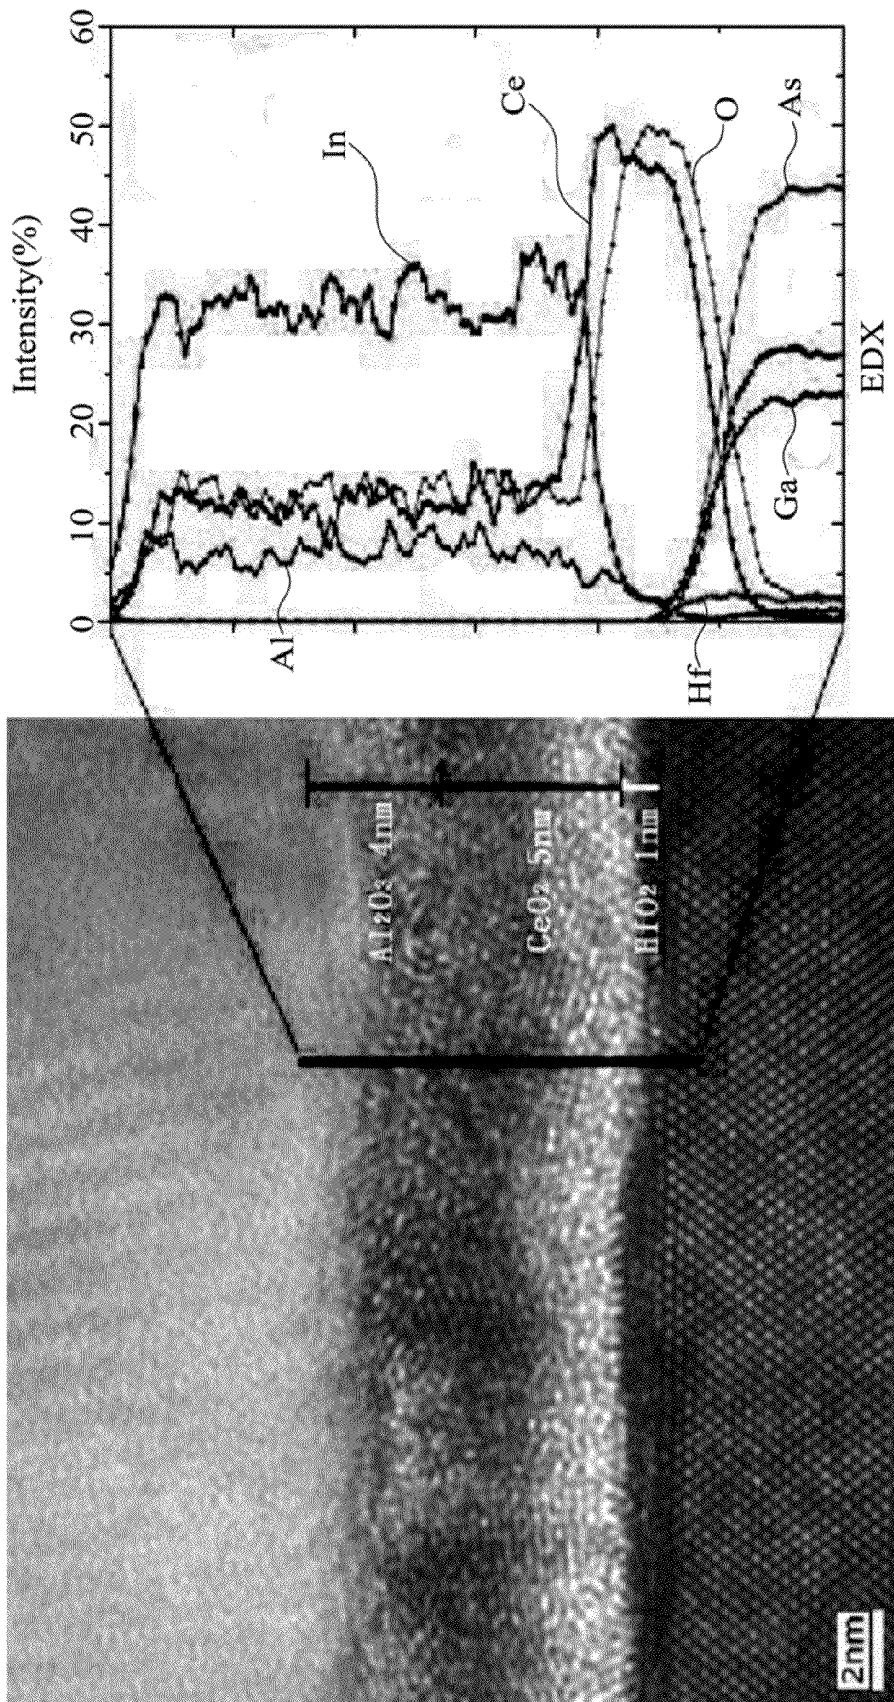 Intensity(%)
0
10
20
30
40
50
60
In
Ce
O
As
Al
Hf
Ga
EDX
Al2O3 4nm
CeO2 5nm
HfO2 1nm
2nm